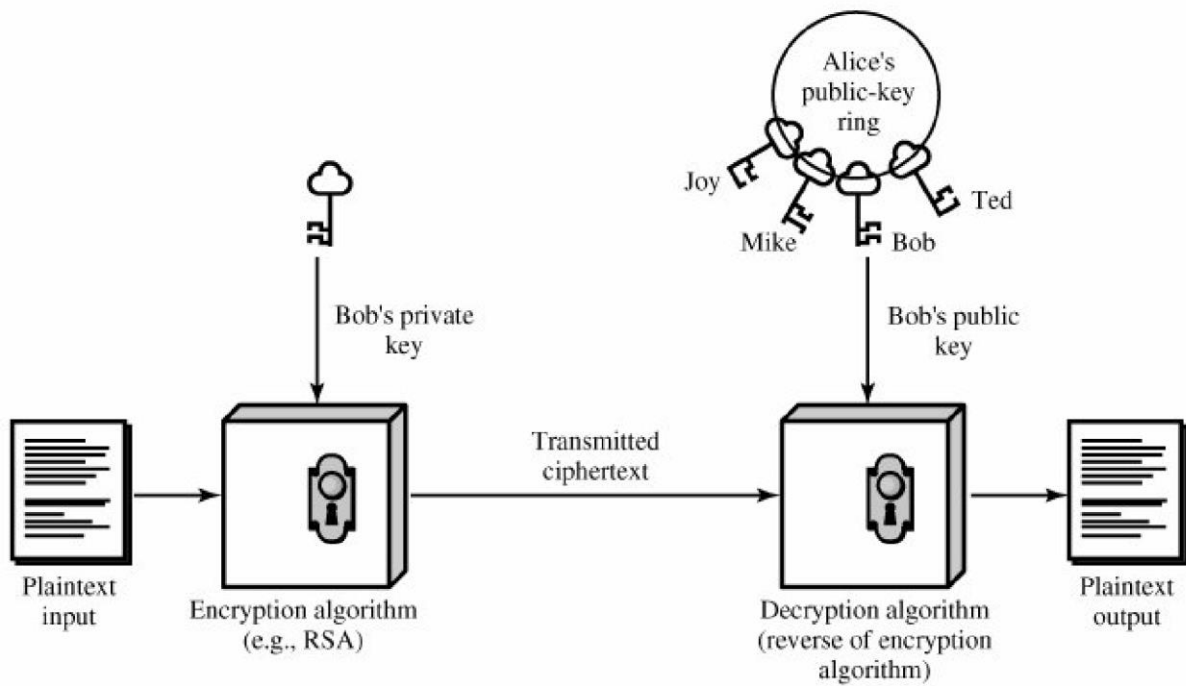 Alice's
public-key
ring
Joy
Ted
Mike
Bob
Bob's private
key
Bob's public
key
Transmitted
ciphertext
Plaintext
input
Encryption algorithm
(e.g., RSA)
Decryption algorithm
(reverse of encryption
algorithm)
Plaintext
output